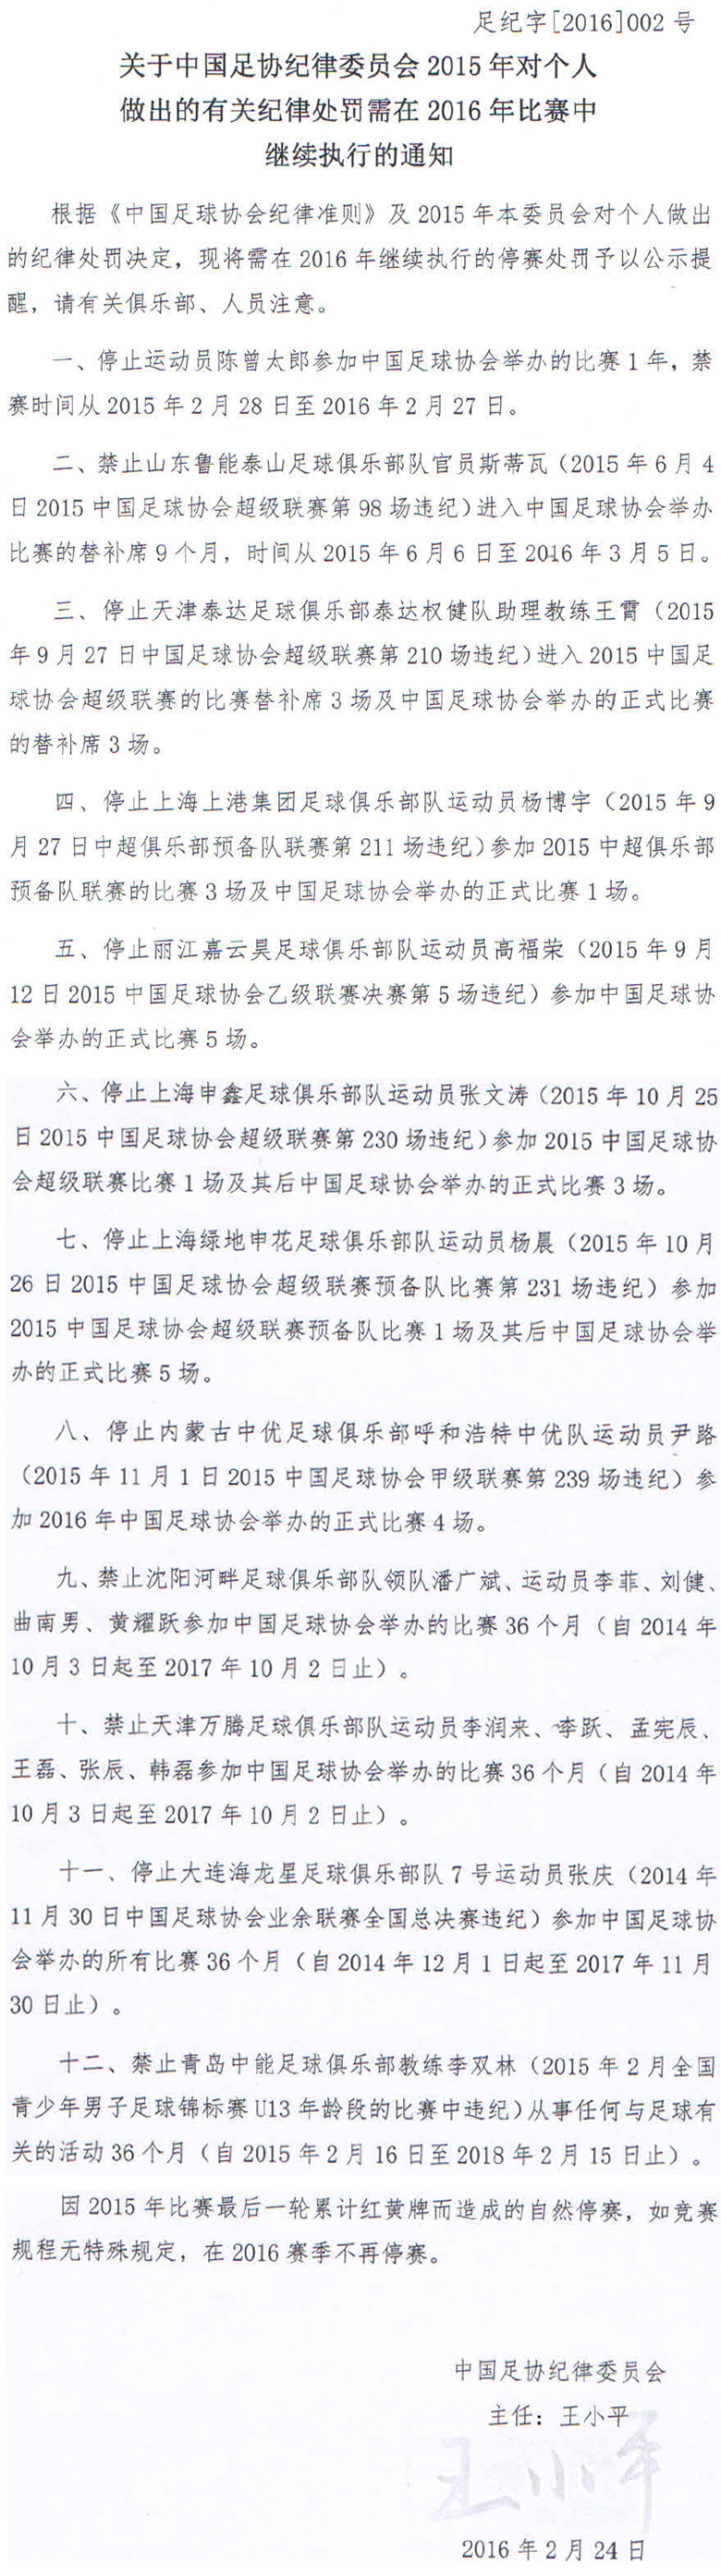 足纪字[2016]002 号
关于中国足协纪律委员会 2015 年对个人
做出的有关纪律处罚需在 2016 年比赛中
继续执行的通知
根据《中国足球协会纪律准则》及 2015 年本委员会对个人做出
的纪律处罚决定，现将需在 2016 年继续执行的停赛处罚予以公示提
醒，请有关俱乐部、人员注意。
一、停止运动员陈曾太郎参加中国足球协会举办的比赛 1 年，禁
赛时间从 2015 年 2 月 28 日至 2016 年 2 月 27 日。
二、禁止山东鲁能泰山足球俱乐部队官员斯蒂瓦（2015 年 6 月 4
日 2015 中国足球协会超级联赛第 98 场违纪）进入中国足球协会举办
比赛的替补席 9 个月，时间从 2015 年 6 月 6 日至 2016 年 3 月 5 日。
三、停止天津泰达足球俱乐部泰达权健队助理教练王霄（2015
年 9 月 27 日中国足球协会超级联赛第 210 场违纪）进入 2015 中国足
球协会超级联赛的比赛替补席 3 场及中国足球协会举办的正式比赛
的替补席 3 场。
四、停止上海上港集团足球俱乐部队运动员杨博宇（2015 年 9
月 27 日中超俱乐部预备队联赛第 211 场违纪）参加 2015 中超俱乐部
预备队联赛的比赛 3 场及中国足球协会举办的正式比赛 1 场。
五、停止丽江嘉云昊足球俱乐部队运动员高福荣（2015 年 9 月
12 日 2015 中国足球协会乙级联赛决赛第 5 场违纪）参加中国足球协
会举办的正式比赛 5 场。
六、停止上海申鑫足球俱乐部队运动员张文涛（2015 年 10 月 25
日 2015 中国足球协会超级联赛第 230 场违纪）参加 2015 中国足球协
会超级联赛比赛 1 场及其后中国足球协会举办的正式比赛 3 场。
七、停止上海绿地申花足球俱乐部队运动员杨晨（2015 年 10 月
26 日 2015 中国足球协会超级联赛预备队比赛第 231 场违纪）参加
2015 中国足球协会超级联赛预备队比赛 1 场及其后中国足球协会举
办的正式比赛 5 场。
八、停止内蒙古中优足球俱乐部呼和浩特中优队运动员尹路
（2015 年 11 月 1 日 2015 中国足球协会甲级联赛第 239 场违纪）参
加 2016 年中国足球协会举办的正式比赛 4 场。
九、禁止沈阳河畔足球俱乐部队领队潘广斌、运动员李菲、刘健、
曲南男、黄耀跃参加中国足球协会举办的比赛 36 个月（自 2014 年
10 月 3 日起至 2017 年 10 月 2 日止）。
十、禁止天津万腾足球俱乐部队运动员李润来、李跃、孟宪辰、
王磊、张辰、韩磊参加中国足球协会举办的比赛 36 个月（自 2014 年
10 月 3 日起至 2017 年 10 月 2 日止）。
十一、停止大连海龙星足球俱乐部队 7 号运动员张庆（2014 年
11 月 30 日中国足球协会业余联赛全国总决赛违纪）参加中国足球协
会举办的所有比赛 36 个月（自 2014 年 12 月 1 日起至 2017 年 11 月
30 日止）。
十二、禁止青岛中能足球俱乐部教练李双林（2015 年 2 月全国
青少年男子足球锦标赛 U13 年龄段的比赛中违纪）从事任何与足球有
关的活动 36 个月（自 2015 年 2 月 16 日至 2018 年 2 月 15 日止）。
因 2015 年比赛最后一轮累计红黄牌而造成的自然停赛，如竞赛
规程无特殊规定，在 2016 赛季不再停赛。
中国足协纪律委员会
主任：王小平
王小平
2016 年 2 月 24 日